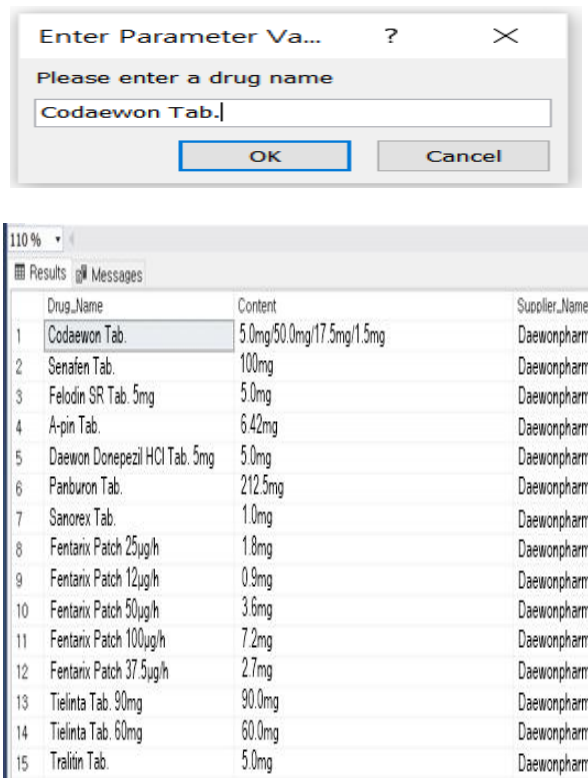 Enter Parameter Va... ?
Please enter a drug name
Codaewon Tab.
OK Cancel
110 %
Results Messages
Drug_Name Content Supplier_Name
1 Codaewon Tab. 5.0mg/50.0mg/17.5mg/1.5mg Daewonpharm
2 Senafen Tab. 100mg Daewonpharm
3 Felodin SR Tab. 5mg 5.0mg Daewonpharm
4 A-pin Tab. 6.42mg Daewonpharm
5 Daewon Donepezil HCl Tab. 5mg 5.0mg Daewonpharm
6 Panburon Tab. 212.5mg Daewonpharm
7 Sanorex Tab. 1.0mg Daewonpharm
8 Fentarix Patch 25μg/h 1.8mg Daewonpharm
9 Fentarix Patch 12μg/h 0.9mg Daewonpharm
10 Fentarix Patch 50μg/h 3.6mg Daewonpharm
11 Fentarix Patch 100μg/h 7.2mg Daewonpharm
12 Fentarix Patch 37.5μg/h 2.7mg Daewonpharm
13 Tielinta Tab. 90mg 90.0mg Daewonpharm
14 Tielinta Tab. 60mg 60.0mg Daewonpharm
15 Tralitin Tab. 5.0mg Daewonpharm